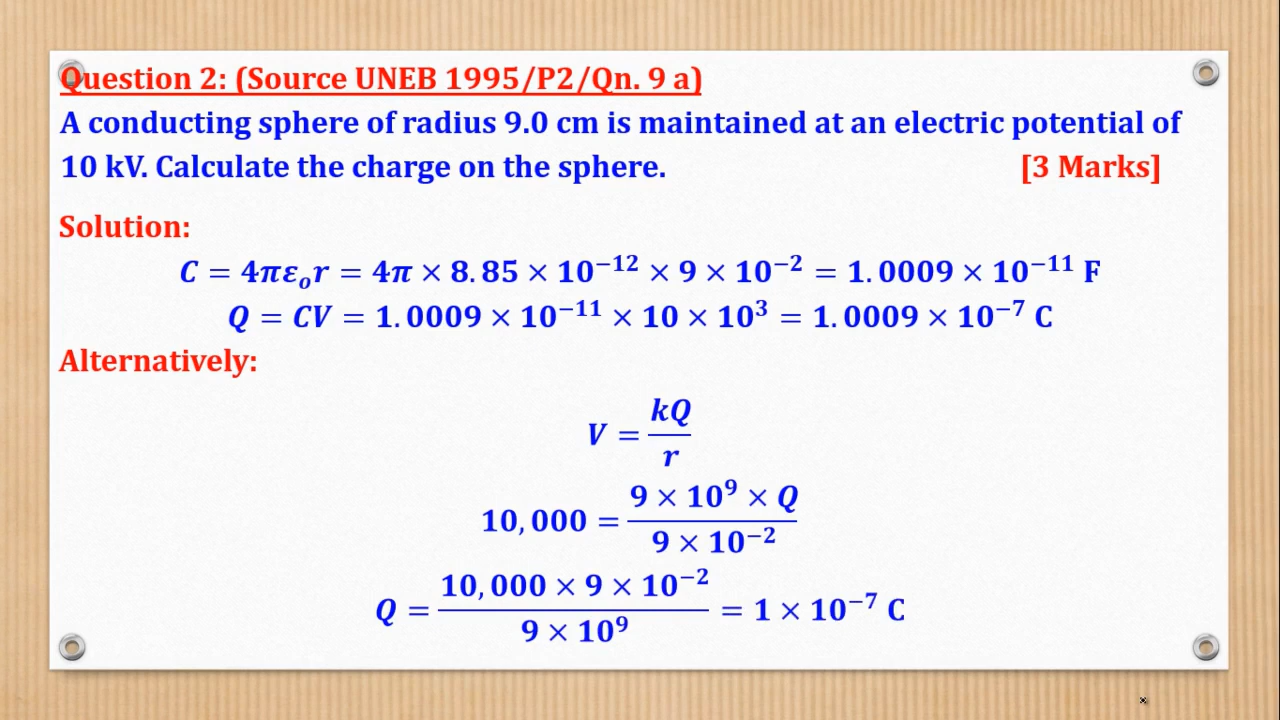 Question 2: (Source UNEB 1995/P2/Qn. 9 a)
A conducting sphere of radius 9.0 cm is maintained at an electric potential of
10 kV. Calculate the charge on the sphere. [3 Marks]
Solution:
C = 4πε₀r = 4π × 8.85 × 10⁻¹² × 9 × 10⁻² = 1.0009 × 10⁻¹¹ F
Q = CV = 1.0009 × 10⁻¹¹ × 10 × 10³ = 1.0009 × 10⁻⁷ C
Alternatively:
V = kQ/r
10,000 = (9 × 10⁹ × Q)/(9 × 10⁻²)
Q = (10,000 × 9 × 10⁻²)/(9 × 10⁹) = 1 × 10⁻⁷ C